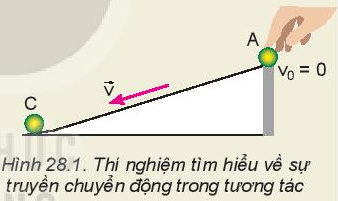 A
v₀ = 0
v⃗
C
Hình 28.1. Thí nghiệm tìm hiểu về sự
truyền chuyển động trong tương tác